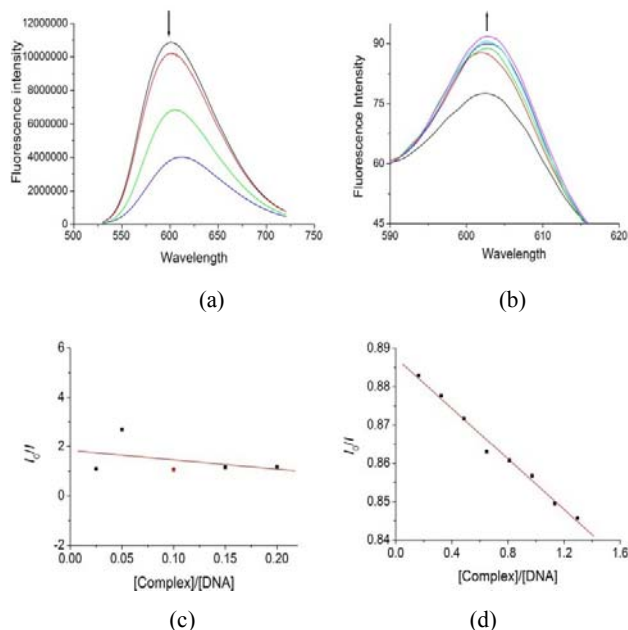 12000000
10000000
8000000
6000000
4000000
2000000
0
500 550 600 650 700 750
Fluorescence intensity
Wavelength
(a)
90
75
60
45
590 600 610 620
Fluorescence Intensity
Wavelength
(b)
6
4
2
0
-2
0.00 0.05 0.10 0.15 0.20
I₀/I
[Complex]/[DNA]
(c)
0.89
0.88
0.87
0.86
0.85
0.84
0.0 0.4 0.8 1.2 1.6
I₀/I
[Complex]/[DNA]
(d)